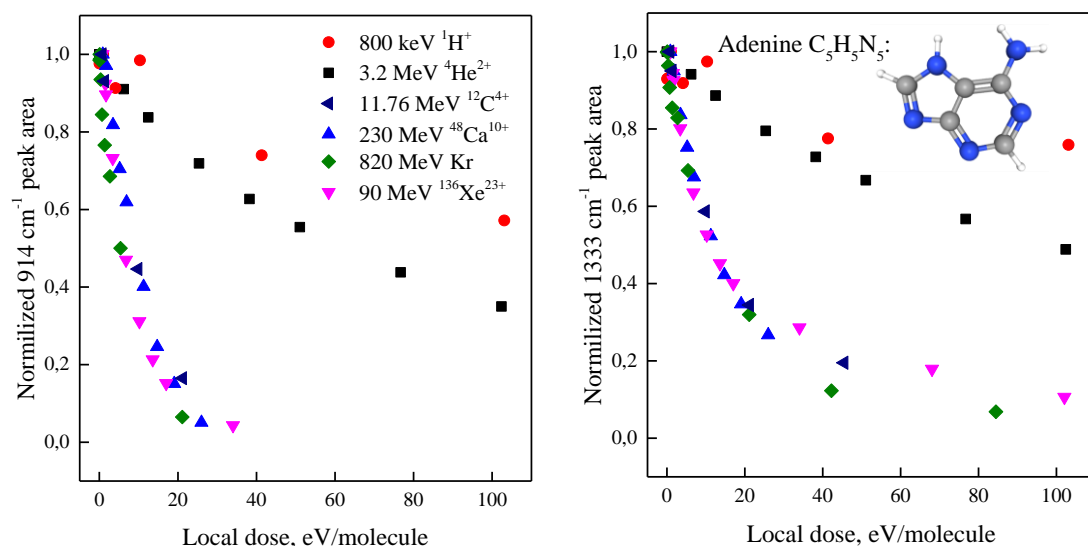 Normilized 914 cm⁻¹ peak area
1,0
0,8
0,6
0,4
0,2
0,0
0 20 40 60 80 100
Local dose, eV/molecule
800 keV ¹H⁺
3.2 MeV ⁴He²⁺
11.76 MeV ¹²C⁴⁺
230 MeV ⁴⁸Ca¹⁰⁺
820 MeV Kr
90 MeV ¹³⁶Xe²³⁺
Normilized 1333 cm⁻¹ peak area
1,0
0,8
0,6
0,4
0,2
0,0
0 20 40 60 80 100
Local dose, eV/molecule
Adenine C₅H₅N₅: